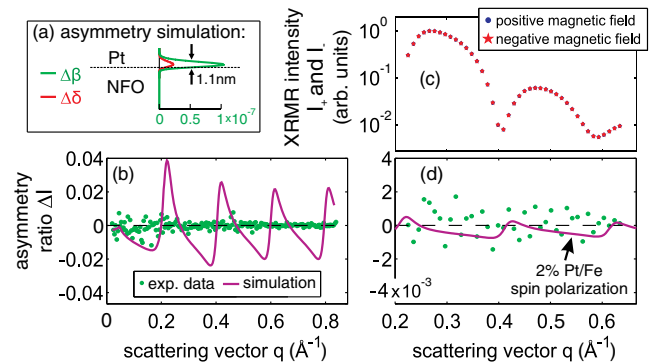 (a) asymmetry simulation:
Pt
NFO
Δβ
Δδ
1.1nm
0
0.5
1×10⁻⁷
XRMR intensity
I₊ and I₋
(arb. units)
10⁰
10⁻¹
10⁻²
positive magnetic field
negative magnetic field
(c)
asymmetry
ratio ΔI
0.04
0.02
0
-0.02
-0.04
(b)
exp. data
simulation
0
0.2
0.4
0.6
0.8
scattering vector q (Å⁻¹)
(d)
4
2
0
-2
-4×10⁻³
2% Pt/Fe
spin polarization
0.2
0.3
0.4
0.5
0.6
scattering vector q (Å⁻¹)